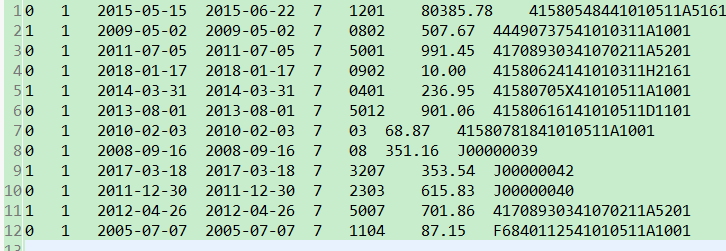 1 0 1 2015-05-15 2015-06-22 7 1201 80385.78 41580548441010511A5161
2 1 1 2009-05-02 2009-05-02 7 0802 507.67 44490737541010311A1001
3 0 1 2011-07-05 2011-07-05 7 5001 991.45 41708930341070211A5201
4 0 1 2018-01-17 2018-01-17 7 0902 10.00 41580624141010311H2161
5 1 1 2014-03-31 2014-03-31 7 0401 236.95 41580705X41010511A1001
6 0 1 2013-08-01 2013-08-01 7 5012 901.06 41580616141010511D1101
7 0 1 2010-02-03 2010-02-03 7 03 68.87 41580781841010511A1001
8 0 1 2008-09-16 2008-09-16 7 08 351.16 J00000039
9 1 1 2017-03-18 2017-03-18 7 3207 353.54 J00000042
10 0 1 2011-12-30 2011-12-30 7 2303 615.83 J00000040
11 1 1 2012-04-26 2012-04-26 7 5007 701.86 41708930341070211A5201
12 0 1 2005-07-07 2005-07-07 7 1104 87.15 F6840112541010511A1001
13